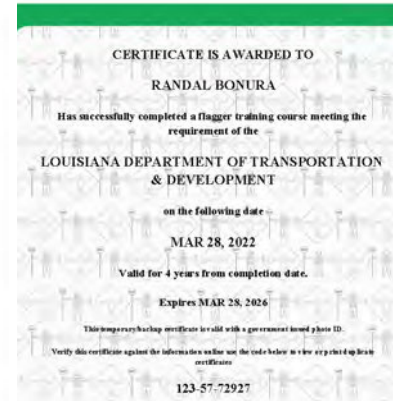 CERTIFICATE IS AWARDED TO
RANDAL BONURA
Has successfully completed a flagger training course meeting the
requirement of the
LOUISIANA DEPARTMENT OF TRANSPORTATION
& DEVELOPMENT
on the following date
MAR 28, 2022
Valid for 4 years from completion date.
Expires MAR 28, 2026
This temporary/backup certificate is valid with a government issued photo ID.
Verify this certificate against the information online use the code below to view or print duplicate
certificates
123-57-72927